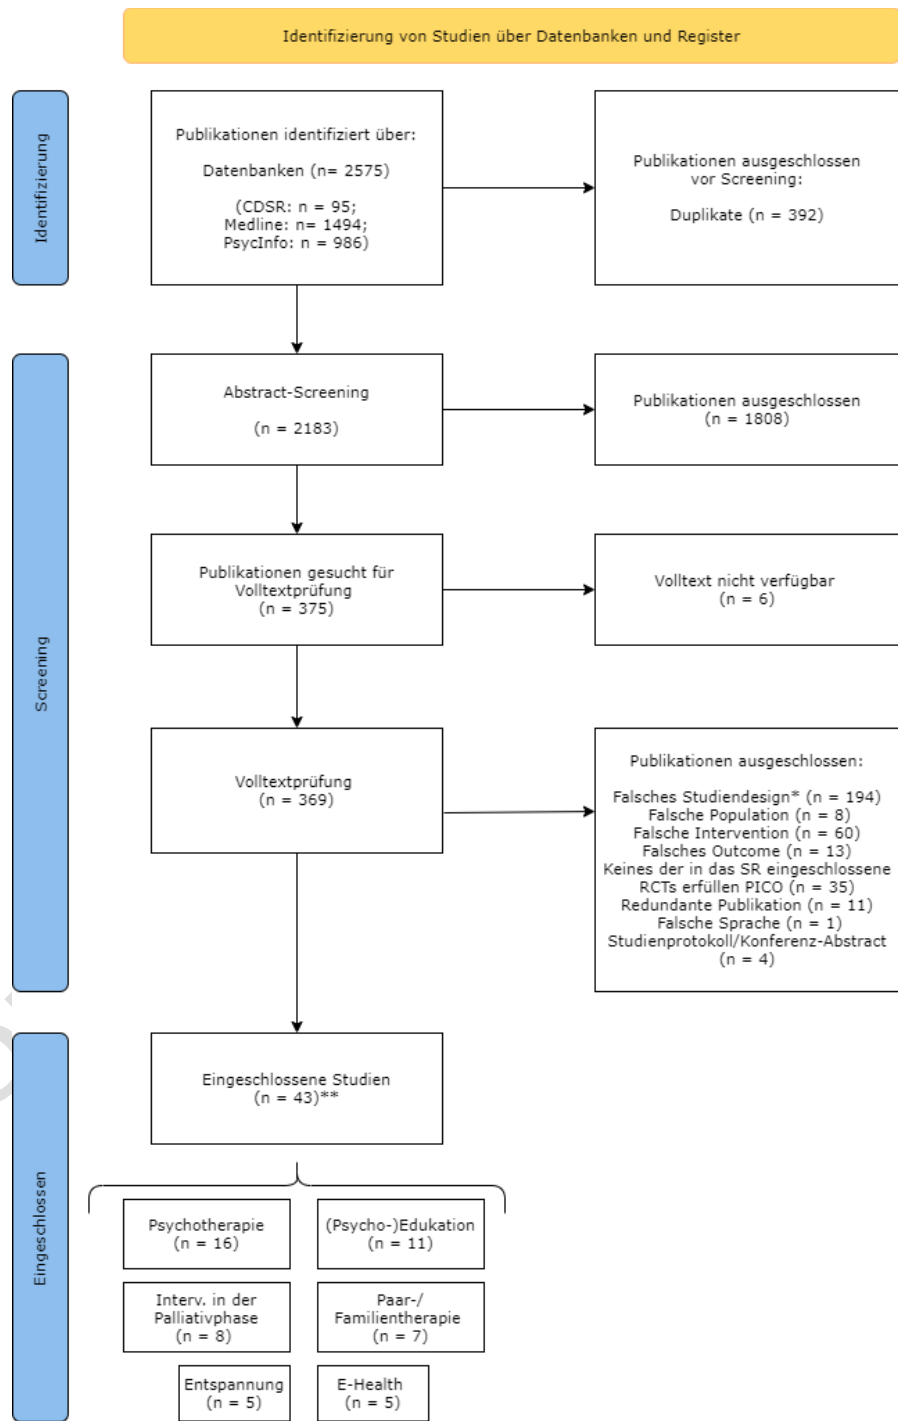 Identifizierung von Studien über Datenbanken und Register
Identifizierung
Publikationen identifiziert über:
Datenbanken (n= 2575)
(CDSR: n = 95;
Medline: n= 1494;
PsycInfo: n = 986)
Publikationen ausgeschlossen
vor Screening:
Duplikate (n = 392)
Screening
Abstract-Screening
(n = 2183)
Publikationen ausgeschlossen
(n = 1808)
Publikationen gesucht für
Volltextprüfung
(n = 375)
Volltext nicht verfügbar
(n = 6)
Volltextprüfung
(n = 369)
Publikationen ausgeschlossen:
Falsches Studiendesign* (n = 194)
Falsche Population (n = 8)
Falsche Intervention (n = 60)
Falsches Outcome (n = 13)
Keines der in das SR eingeschlossene
RCTs erfüllen PICO (n = 35)
Redundante Publikation (n = 11)
Falsche Sprache (n = 1)
Studienprotokoll/Konferenz-Abstract
(n = 4)
Eingeschlossen
Eingeschlossene Studien
(n = 43)**
Psychotherapie
(n = 16)
(Psycho-)Edukation
(n = 11)
Interv. in der
Palliativphase
(n = 8)
Paar-/
Familientherapie
(n = 7)
Entspannung
(n = 5)
E-Health
(n = 5)